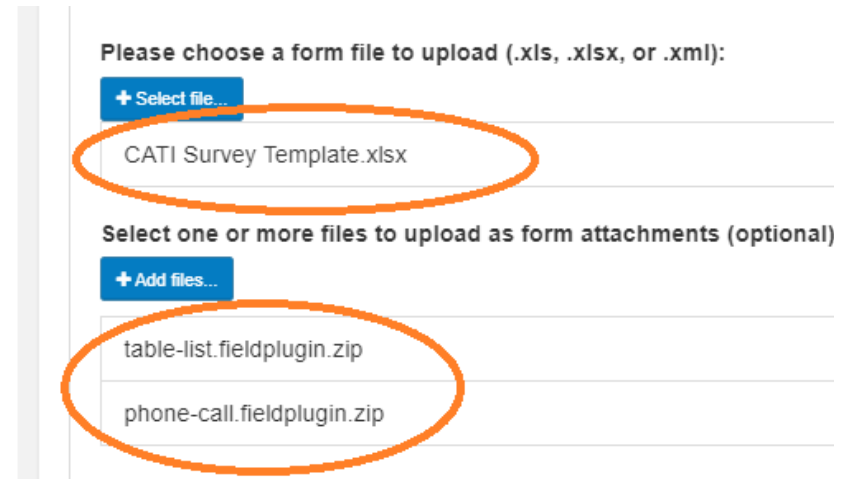 Please choose a form file to upload (.xls, .xlsx, or .xml):
+ Select file...
CATI Survey Template.xlsx
Select one or more files to upload as form attachments (optional)
+ Add files...
table-list.fieldplugin.zip
phone-call.fieldplugin.zip